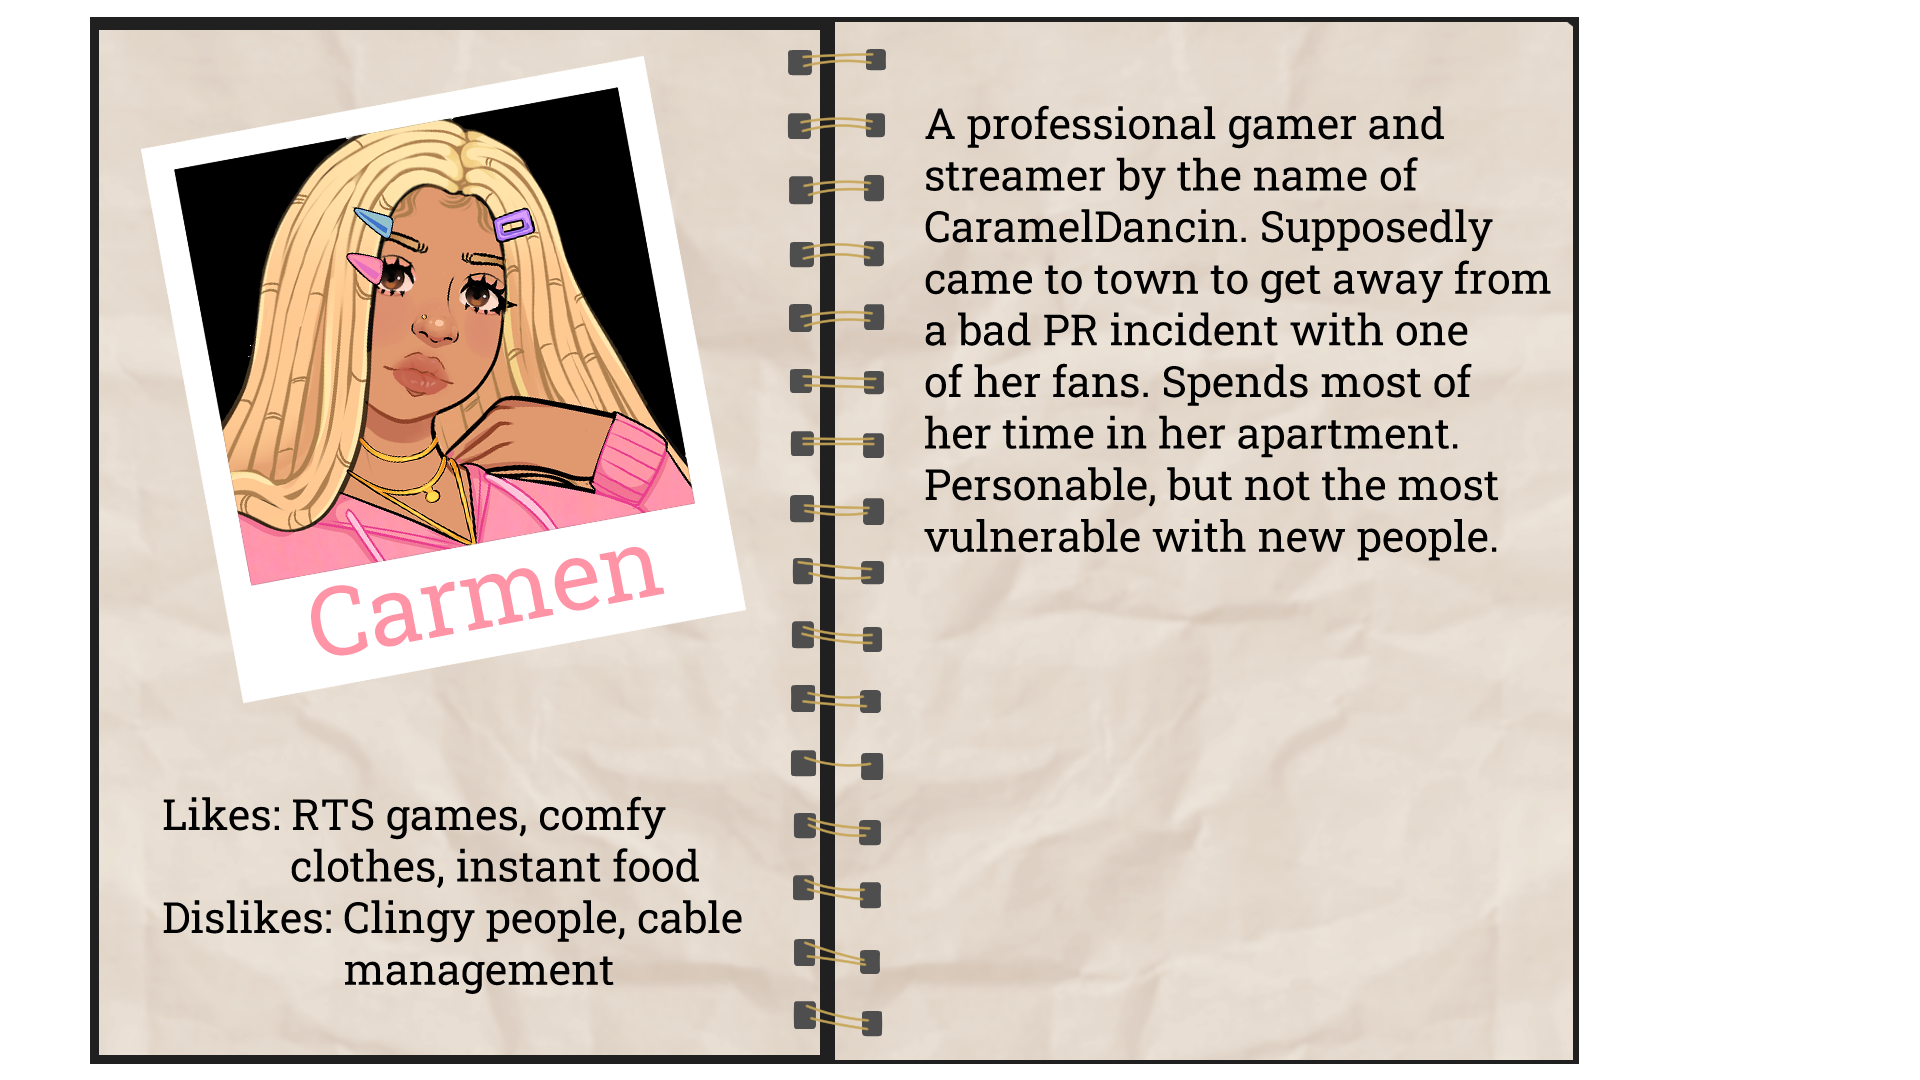 Carmen
Likes: RTS games, comfy
clothes, instant food
Dislikes: Clingy people, cable
management
A professional gamer and
streamer by the name of
CaramelDancin. Supposedly
came to town to get away from
a bad PR incident with one
of her fans. Spends most of
her time in her apartment.
Personable, but not the most
vulnerable with new people.